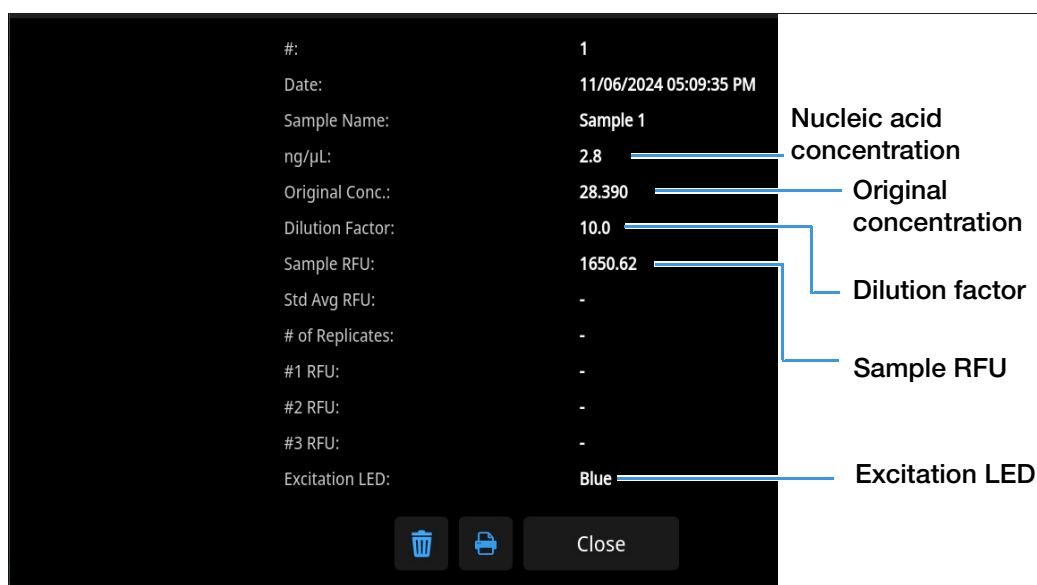 #: 1
Date: 11/06/2024 05:09:35 PM
Sample Name: Sample 1
ng/µL: 2.8
Original Conc.: 28.390
Dilution Factor: 10.0
Sample RFU: 1650.62
Std Avg RFU: -
# of Replicates: -
#1 RFU: -
#2 RFU: -
#3 RFU: -
Excitation LED: Blue
Close
Nucleic acid
concentration
Original
concentration
Dilution factor
Sample RFU
Excitation LED